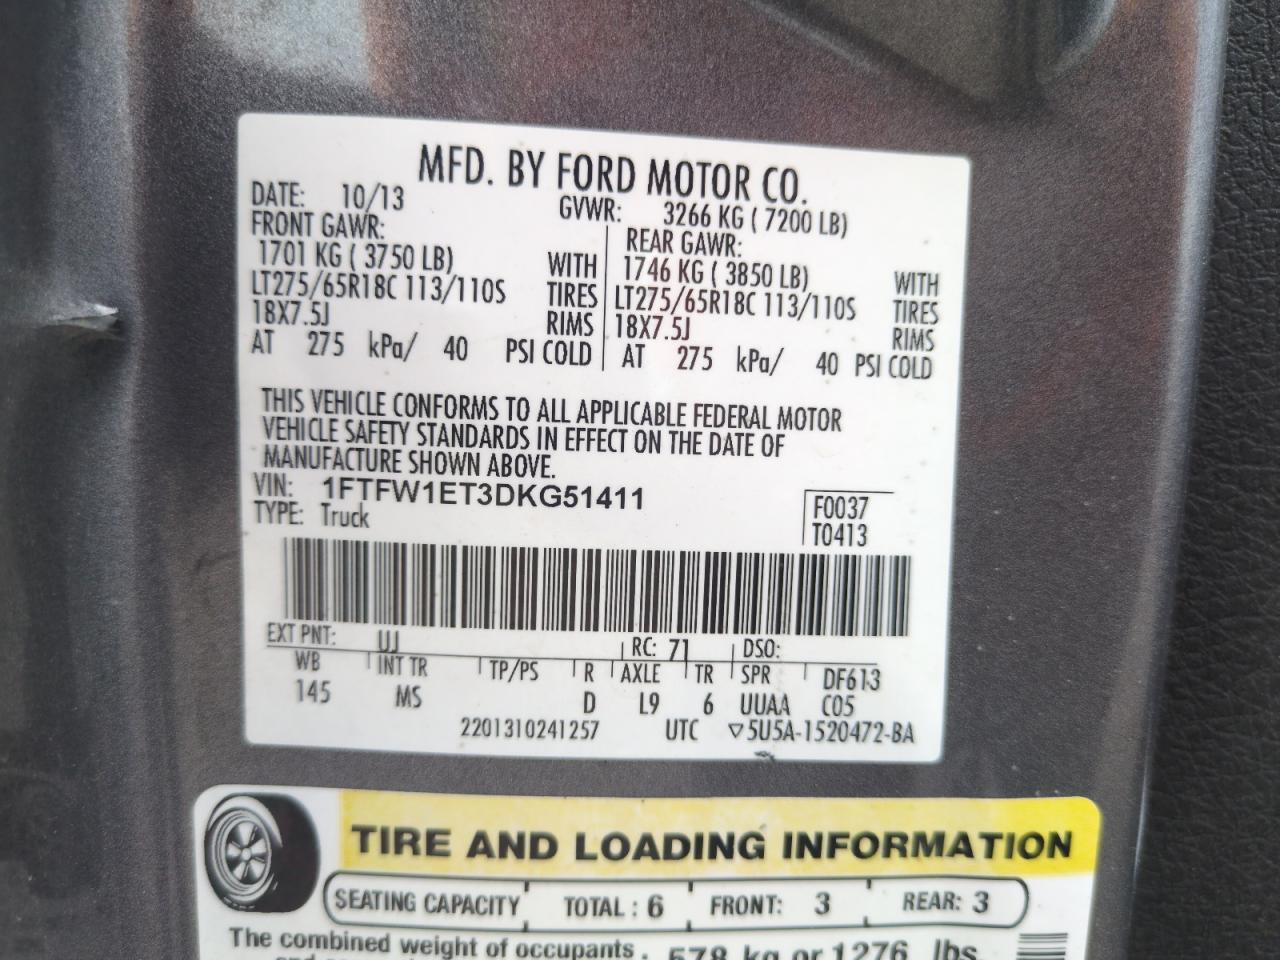 MFD. BY FORD MOTOR CO.
DATE: 10/13 GVWR: 3266 KG ( 7200 LB)
FRONT GAWR: REAR GAWR:
1701 KG ( 3750 LB) WITH 1746 KG ( 3850 LB) WITH
LT275/65R18C 113/110S TIRES LT275/65R18C 113/110S TIRES
18X7.5J RIMS 18X7.5J RIMS
AT 275 kPa/ 40 PSI COLD AT 275 kPa/ 40 PSI COLD
THIS VEHICLE CONFORMS TO ALL APPLICABLE FEDERAL MOTOR
VEHICLE SAFETY STANDARDS IN EFFECT ON THE DATE OF
MANUFACTURE SHOWN ABOVE.
VIN: 1FTFW1ET3DKG51411 F0037
TYPE: Truck T0413
EXT PNT: UJ RC: 71 DSO:
WB INT TR TP/PS R AXLE TR SPR DF613
145 MS D L9 6 UUAA C05
2201310241257 UTC ▽5U5A-1520472-BA
TIRE AND LOADING INFORMATION
SEATING CAPACITY TOTAL : 6 FRONT: 3 REAR: 3
The combined weight of occupants 578 kg or 1276 lbs.